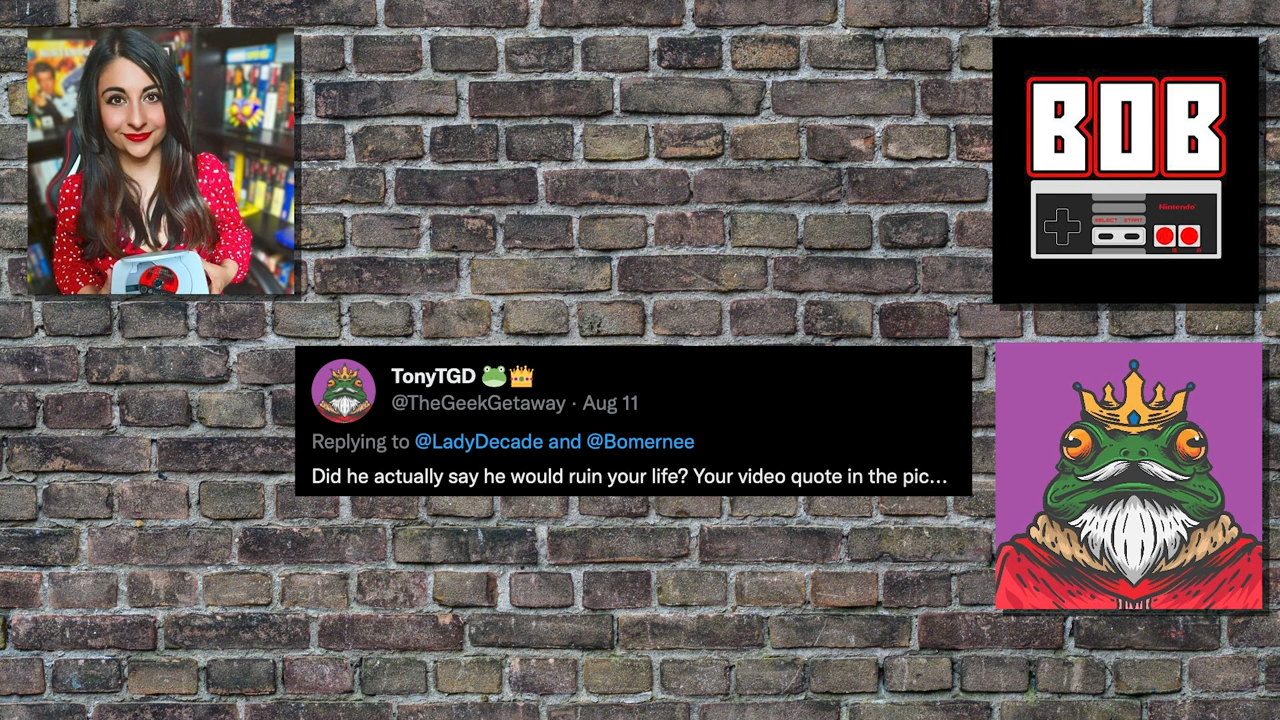 BOB
Nintendo
SELECT START
TonyTGD 🐸👑
@TheGeekGetaway · Aug 11
Replying to @LadyDecade and @Bomernee
Did he actually say he would ruin your life? Your video quote in the pic...